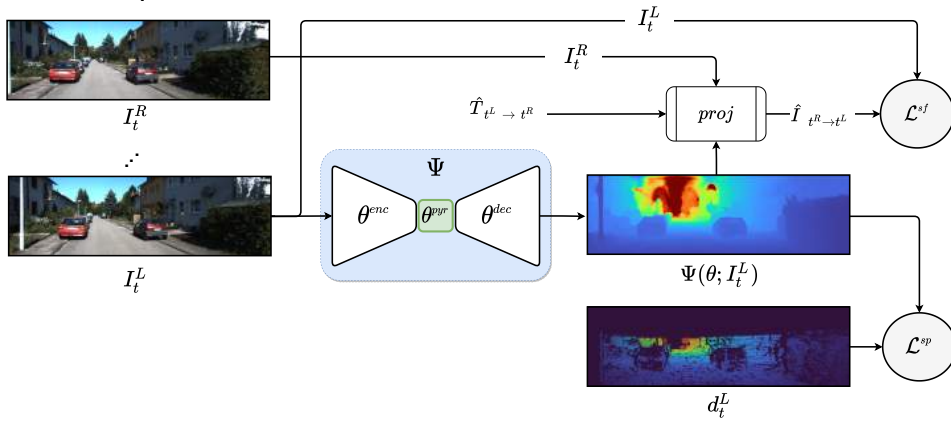 I_t^L
I_t^R
I_t^R
T̂_{t^L → t^R}
proj
Î_{t^R→t^L}
ℒ^{sf}
⋰
Ψ
θ^{enc}
θ^{pyr}
θ^{dec}
I_t^L
Ψ(θ; I_t^L)
ℒ^{sp}
d_t^L